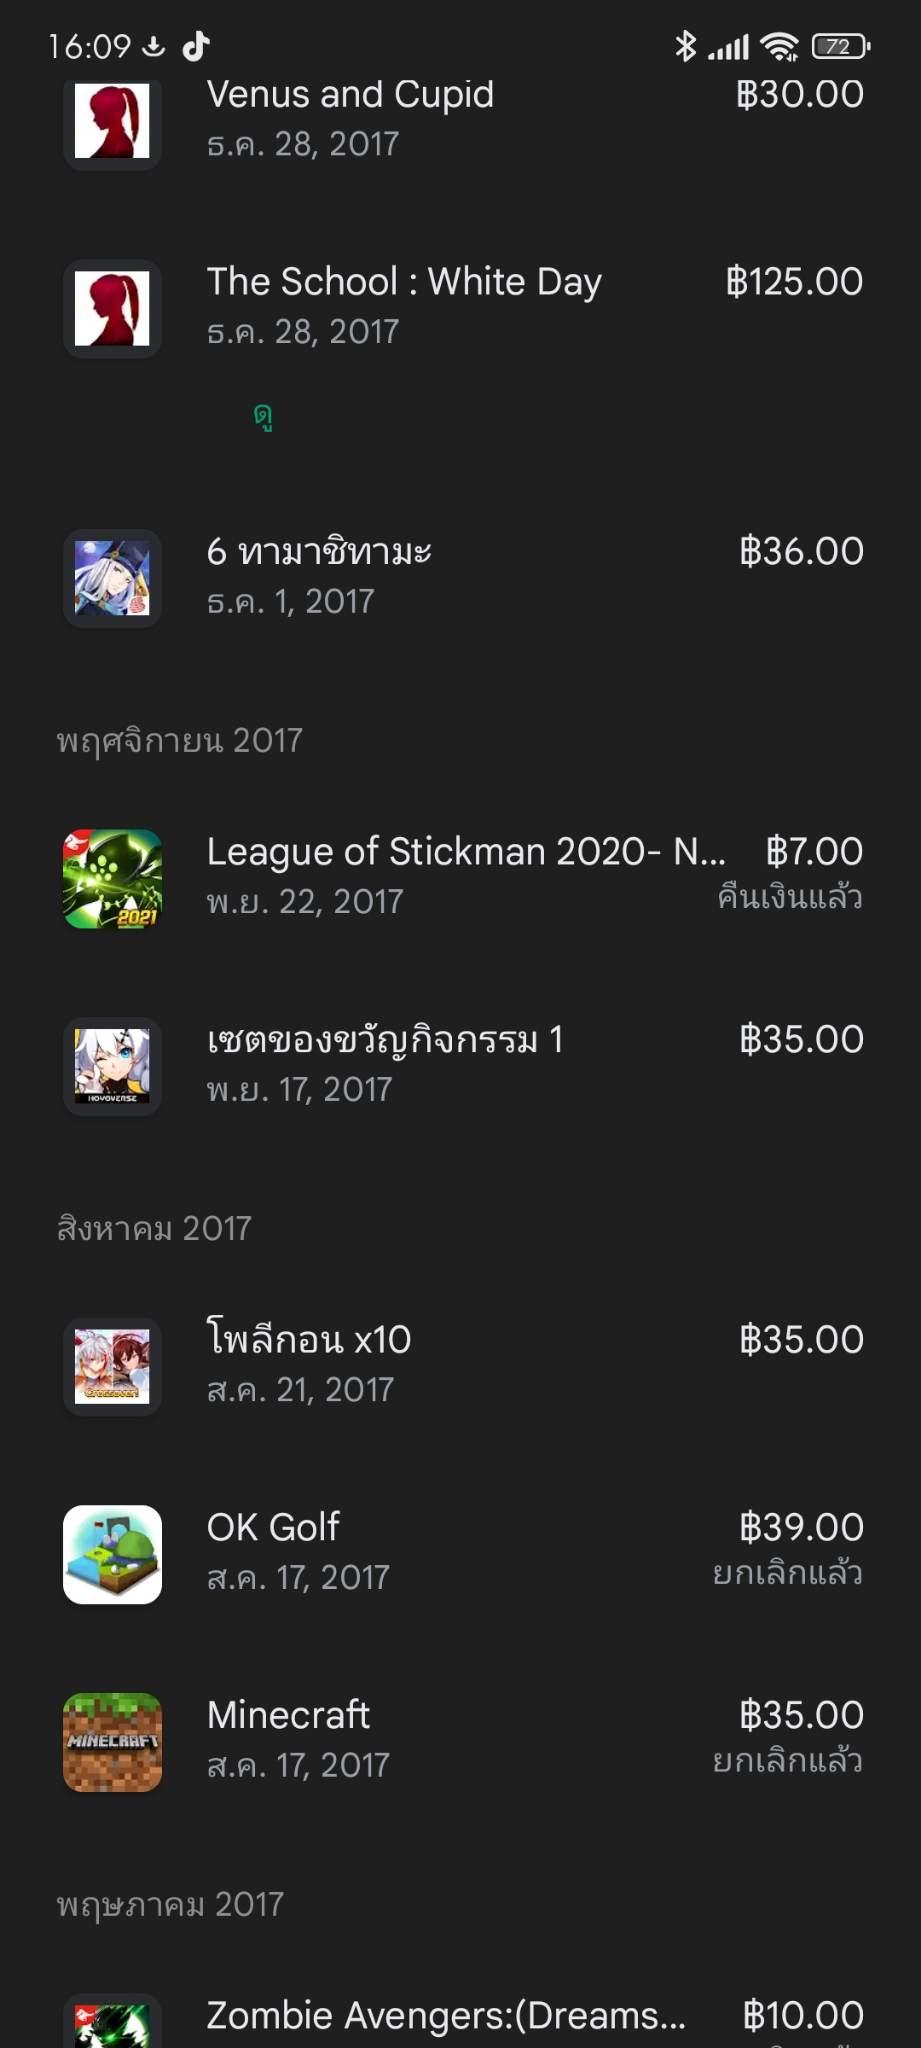 16:09
72
Venus and Cupid ฿30.00
ธ.ค. 28, 2017
The School : White Day ฿125.00
ธ.ค. 28, 2017
ดู
6 ทามาชิทามะ ฿36.00
ธ.ค. 1, 2017
พฤศจิกายน 2017
League of Stickman 2020- N... ฿7.00
พ.ย. 22, 2017 คืนเงินแล้ว
2021
เซตของขวัญกิจกรรม 1 ฿35.00
พ.ย. 17, 2017
HOYOVERSE
สิงหาคม 2017
โพลีกอน x10 ฿35.00
ส.ค. 21, 2017
Crossover!
OK Golf ฿39.00
ส.ค. 17, 2017 ยกเลิกแล้ว
Minecraft ฿35.00
MINECRAFT
ส.ค. 17, 2017 ยกเลิกแล้ว
พฤษภาคม 2017
Zombie Avengers:(Dreams... ฿10.00